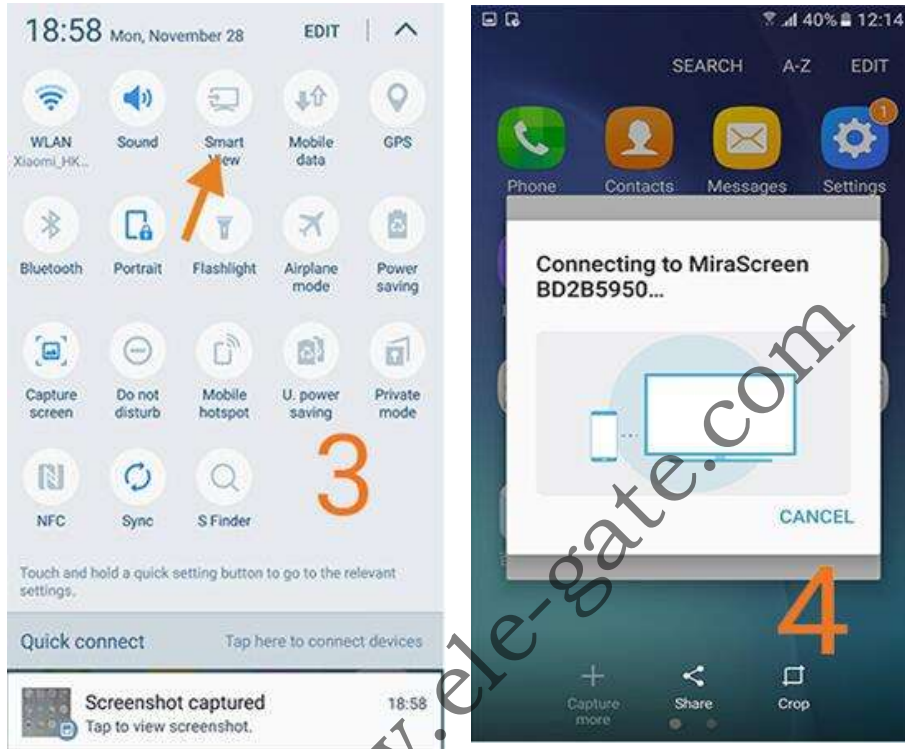 18:58 Mon, November 28 EDIT
WLAN
Xiaomi_HK...
Sound
Smart
View
Mobile
data
GPS
Bluetooth
Portrait
Flashlight
Airplane
mode
Power
saving
Capture
screen
Do not
disturb
Mobile
hotspot
U. power
saving
Private
mode
NFC
Sync
S Finder
3
Touch and hold a quick setting button to go to the relevant
settings.
Quick connect Tap here to connect devices
Screenshot captured 18:58
Tap to view screenshot.
40% 12:14
SEARCH A-Z EDIT
1
Phone Contacts Messages Settings
Connecting to MiraScreen
BD2B5950...
CANCEL
4
Capture
more
Share
Crop
.ele-gate.com